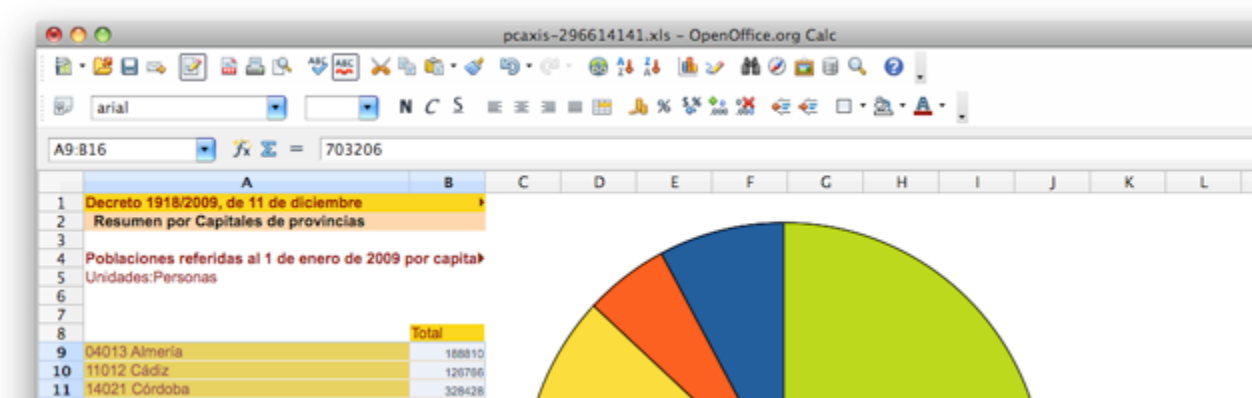 pcaxis-296614141.xls - OpenOffice.org Calc
arial
N C S
A9:B16 703206
A B C D E F G H I J K L
1 Decreto 1918/2009, de 11 de diciembre
2 Resumen por Capitales de provincias
3
4 Poblaciones referidas al 1 de enero de 2009 por capita
5 Unidades:Personas
6
7
8 Total
9 04013 Almería 188810
10 11012 Cádiz 126766
11 14021 Córdoba 328428